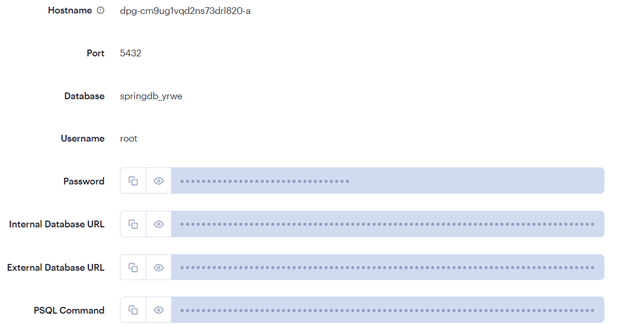 Hostname dpg-cm9ug1vqd2ns73drl820-a
Port 5432
Database springdb_yrwe
Username root
Password ••••••••••••••••••••••••••••••••
Internal Database URL ••••••••••••••••••••••••••••••••••••••••••••••••••••••••••••••••••••••••••••••
External Database URL ••••••••••••••••••••••••••••••••••••••••••••••••••••••••••••••••••••••••••••••
PSQL Command ••••••••••••••••••••••••••••••••••••••••••••••••••••••••••••••••••••••••••••••